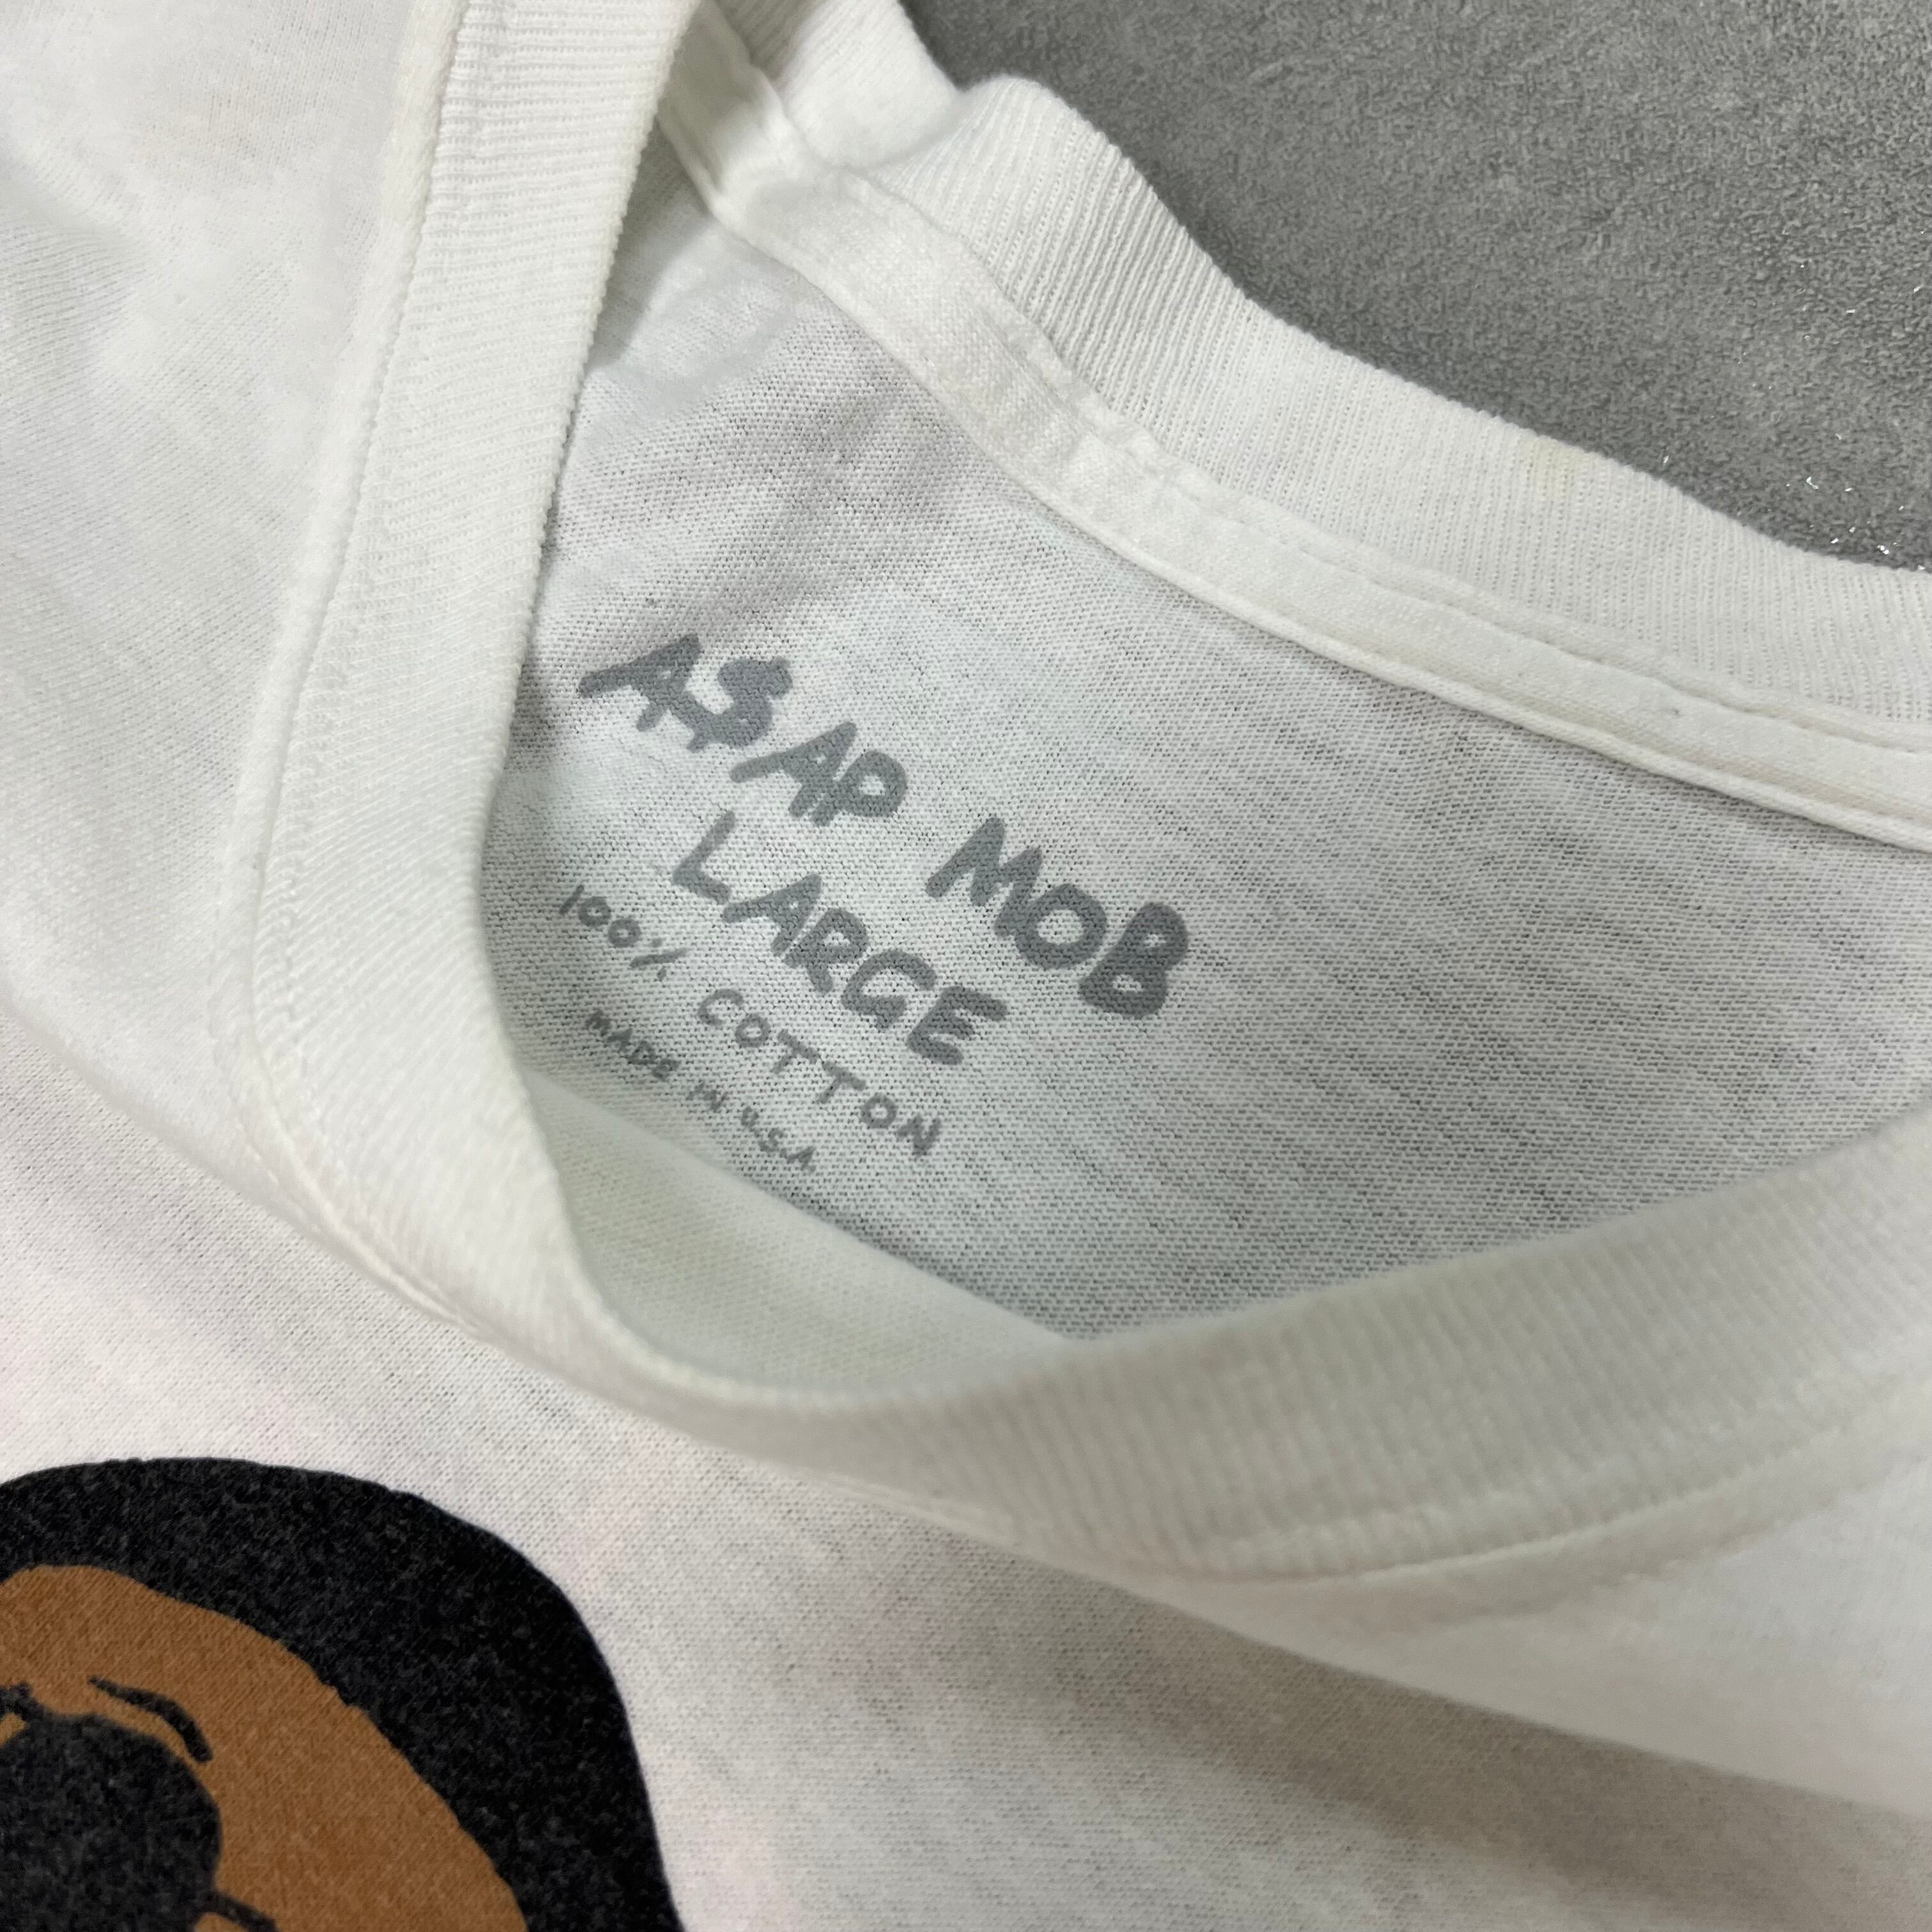 A$AP MOB
LARGE
100% COTTON
MADE IN U.S.A.